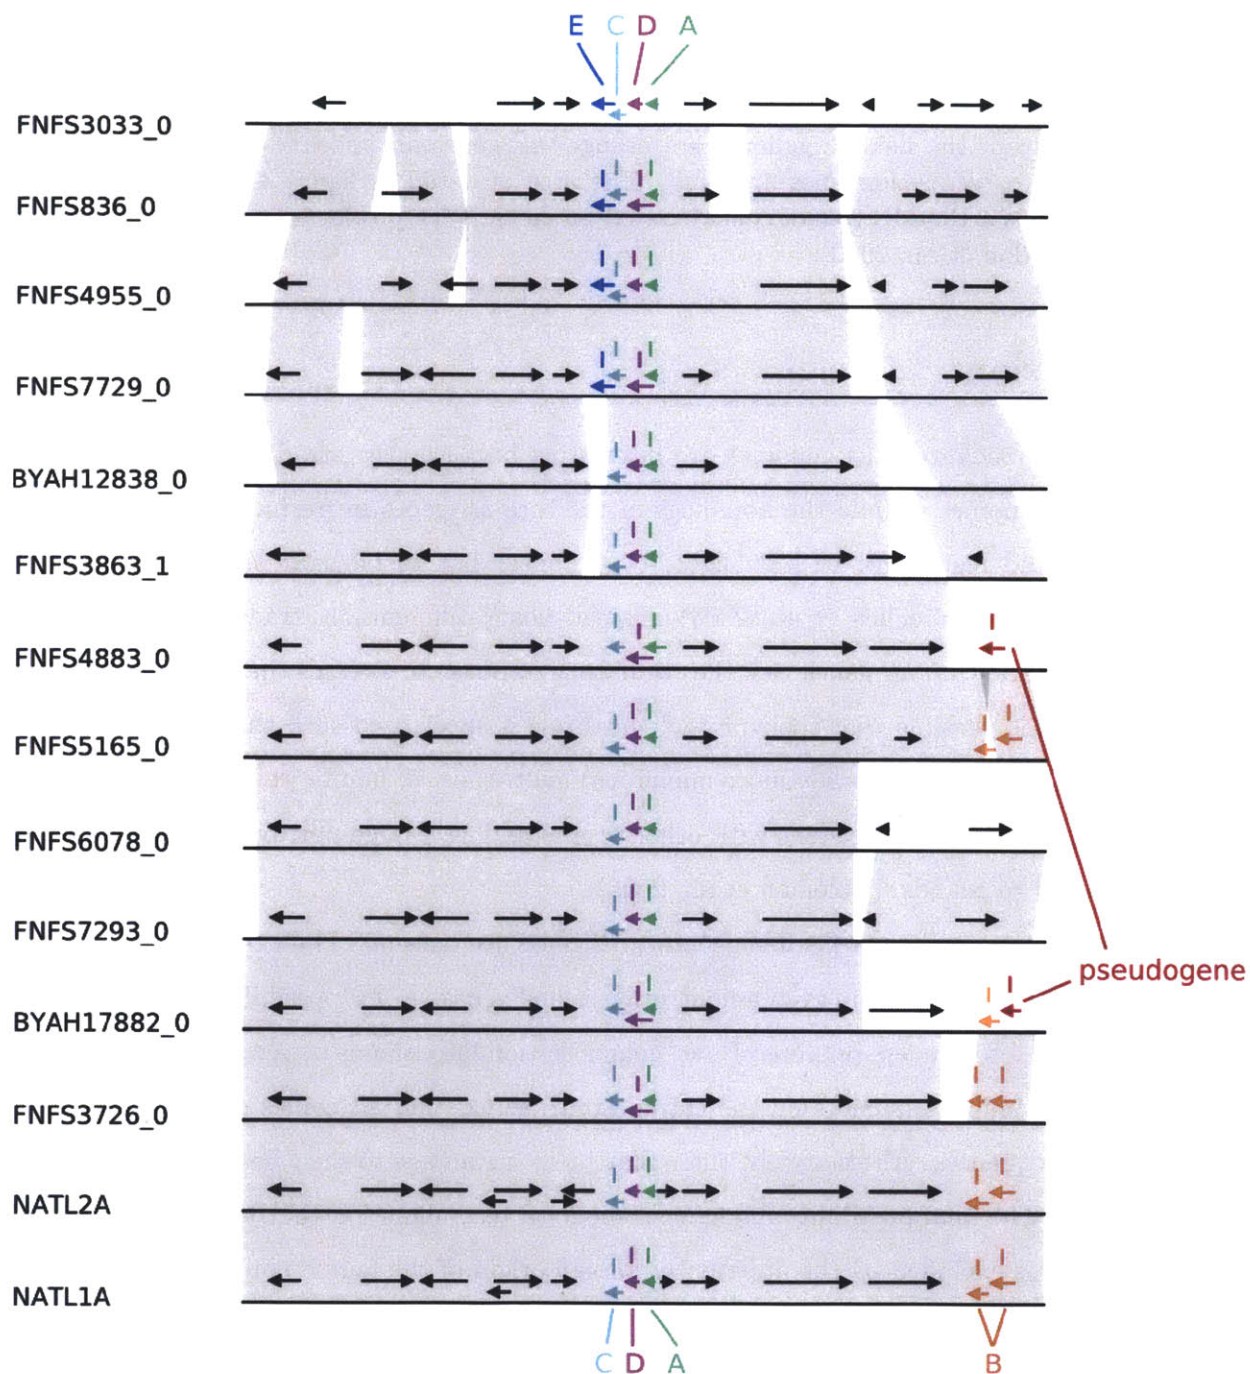 E C D A
FNFS3033_0
FNFS836_0
FNFS4955_0
FNFS7729_0
BYAH12838_0
FNFS3863_1
FNFS4883_0
FNFS5165_0
FNFS6078_0
FNFS7293_0
pseudogene
BYAH17882_0
FNFS3726_0
NATL2A
NATL1A
C D A B